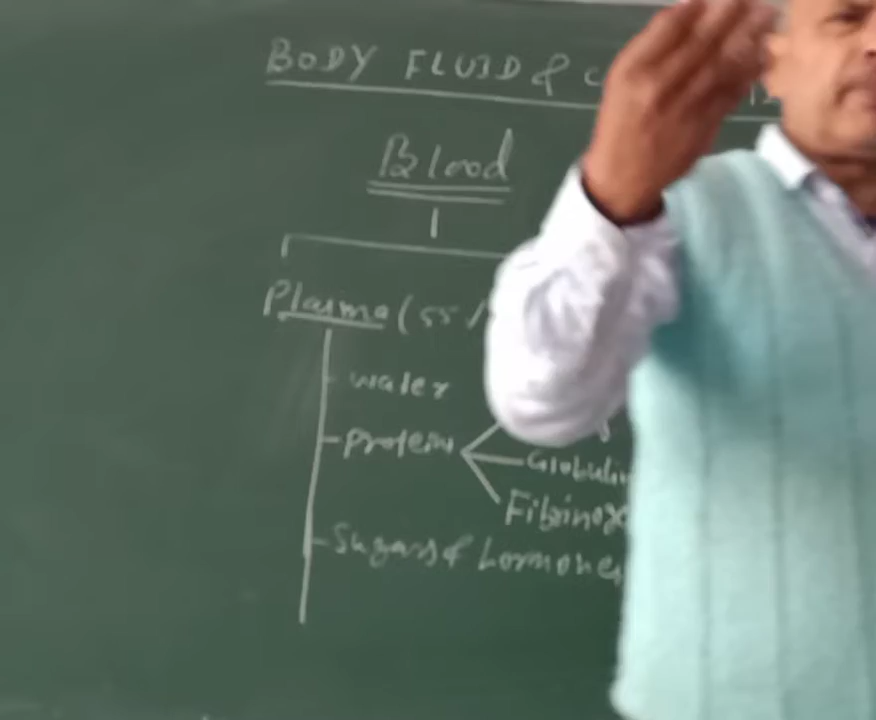 BODY FLUID & C
Blood
Plasma (55
water
Protein
Globulin
Fibrinog
Sugars & hormones